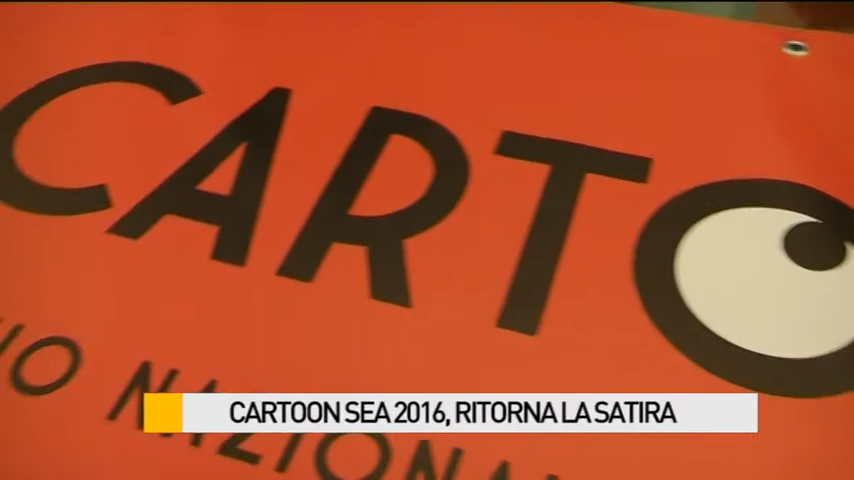 CARTO
IO NAZIONA
CARTOON SEA 2016, RITORNA LA SATIRA